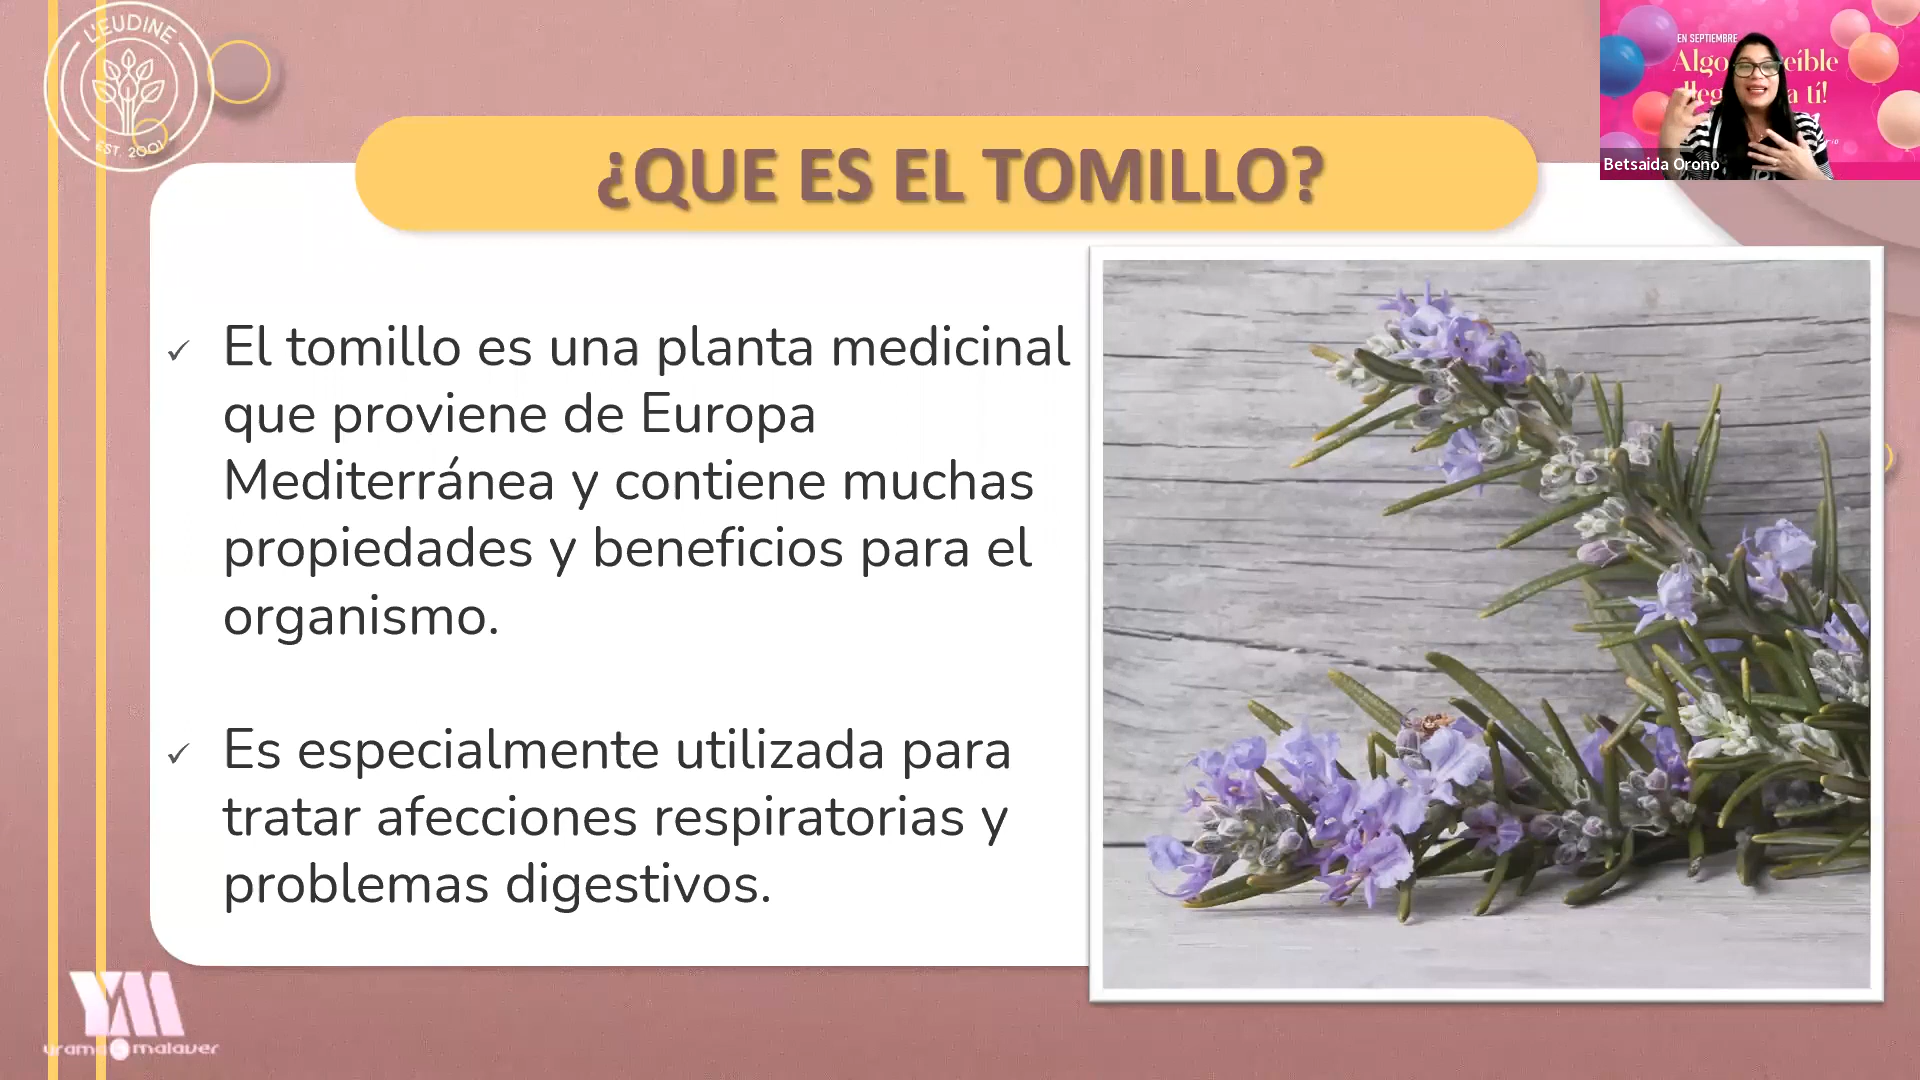 L'EUDINE
EST. 2001
¿QUE ES EL TOMILLO?
EN SEPTIEMBRE
Algo
eíble
a tí!
Betsaida Orono
✓ El tomillo es una planta medicinal
que proviene de Europa
Mediterránea y contiene muchas
propiedades y beneficios para el
organismo.
✓ Es especialmente utilizada para
tratar afecciones respiratorias y
problemas digestivos.
YM
malaver